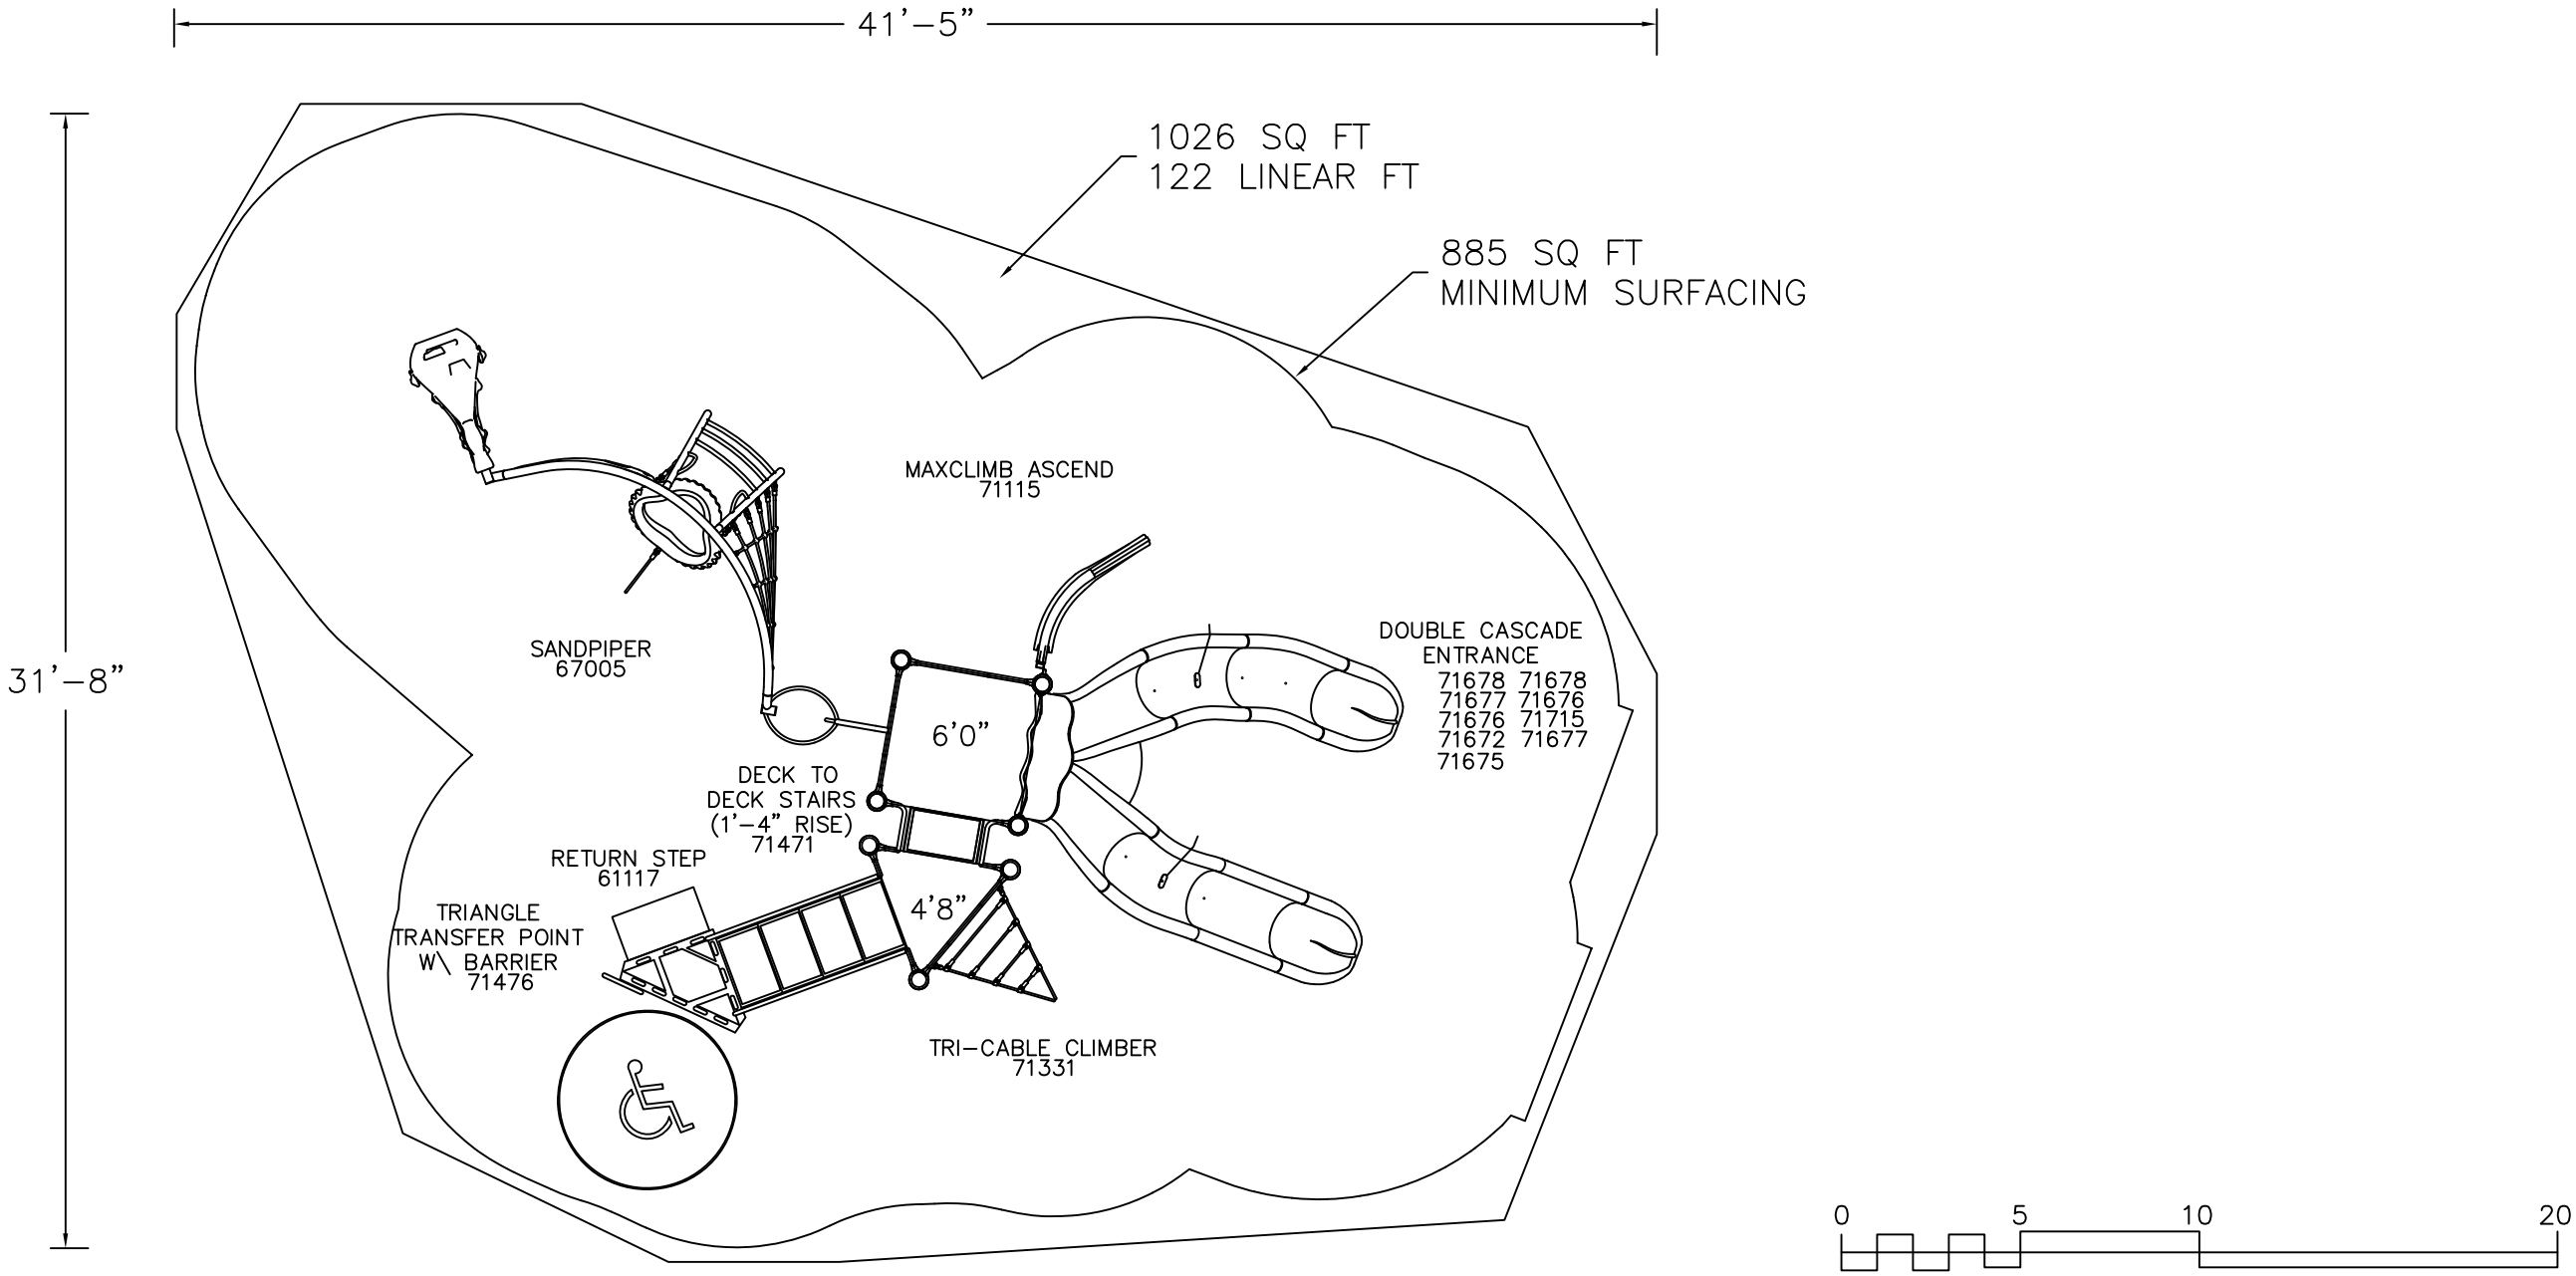 41'-5"
1026 SQ FT
122 LINEAR FT
885 SQ FT
MINIMUM SURFACING
31'-8"
MAXCLIMB ASCEND
71115
SANDPIPER
67005
DOUBLE CASCADE
ENTRANCE
71678 71678
71677 71676
71676 71715
71672 71677
71675
6'0"
DECK TO
DECK STAIRS
(1'-4" RISE)
71471
RETURN STEP
61117
4'8"
TRIANGLE
TRANSFER POINT
W\ BARRIER
71476
TRI-CABLE CLIMBER
71331
0 5 10 20